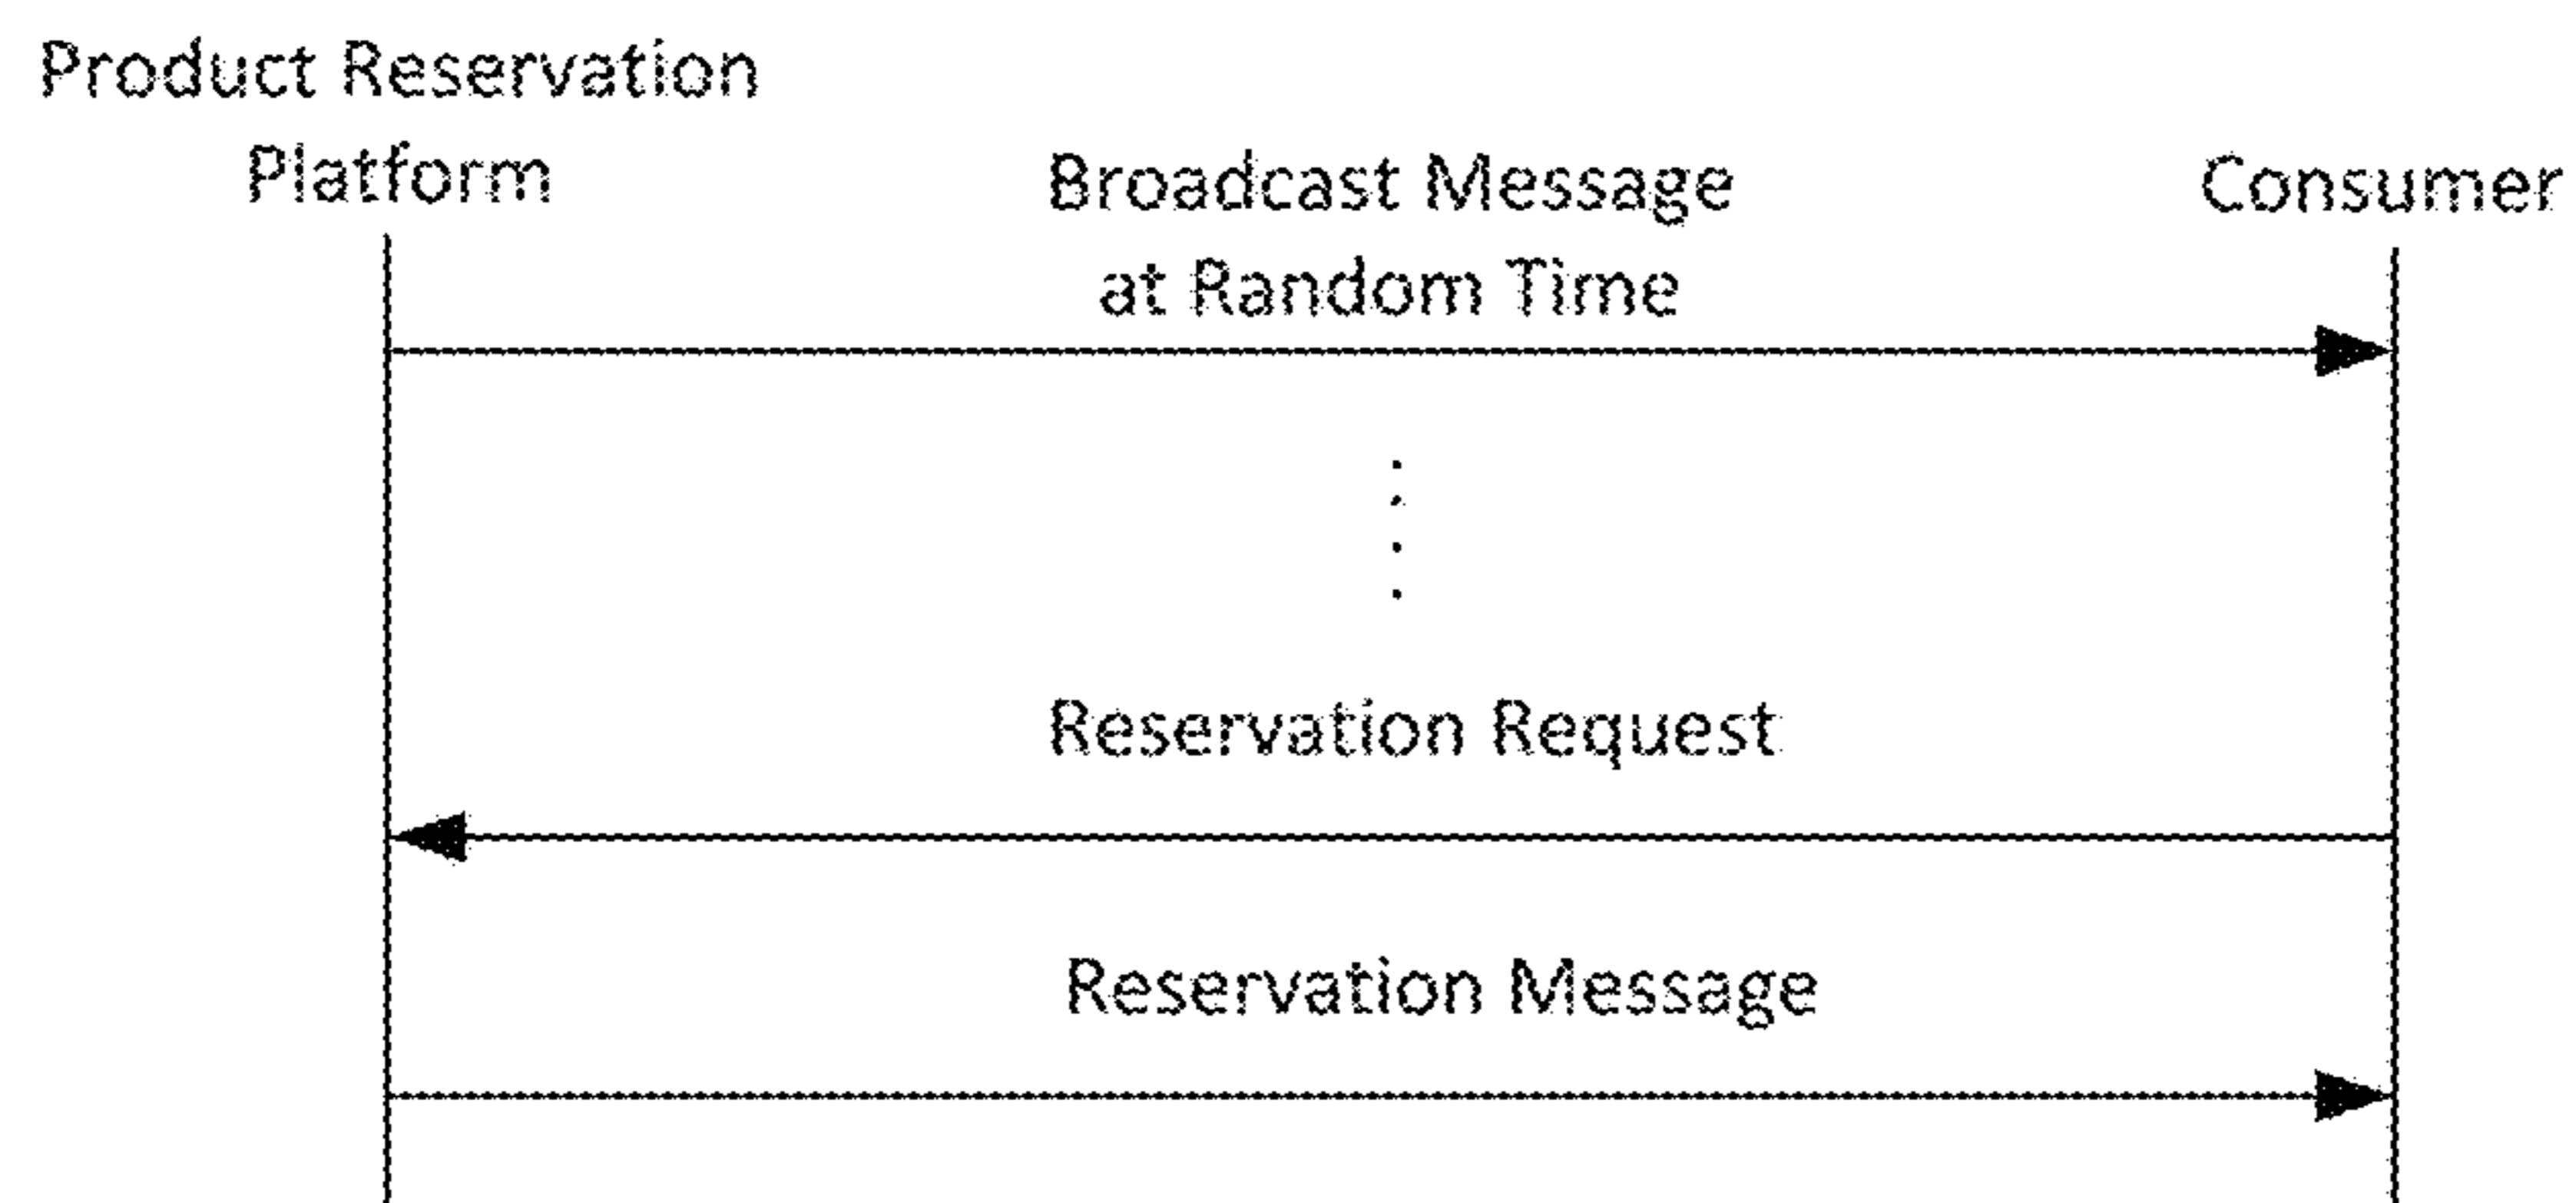 Product Reservation
Platform
Broadcast Message
at Random Time
Consumer
Reservation Request
Reservation Message